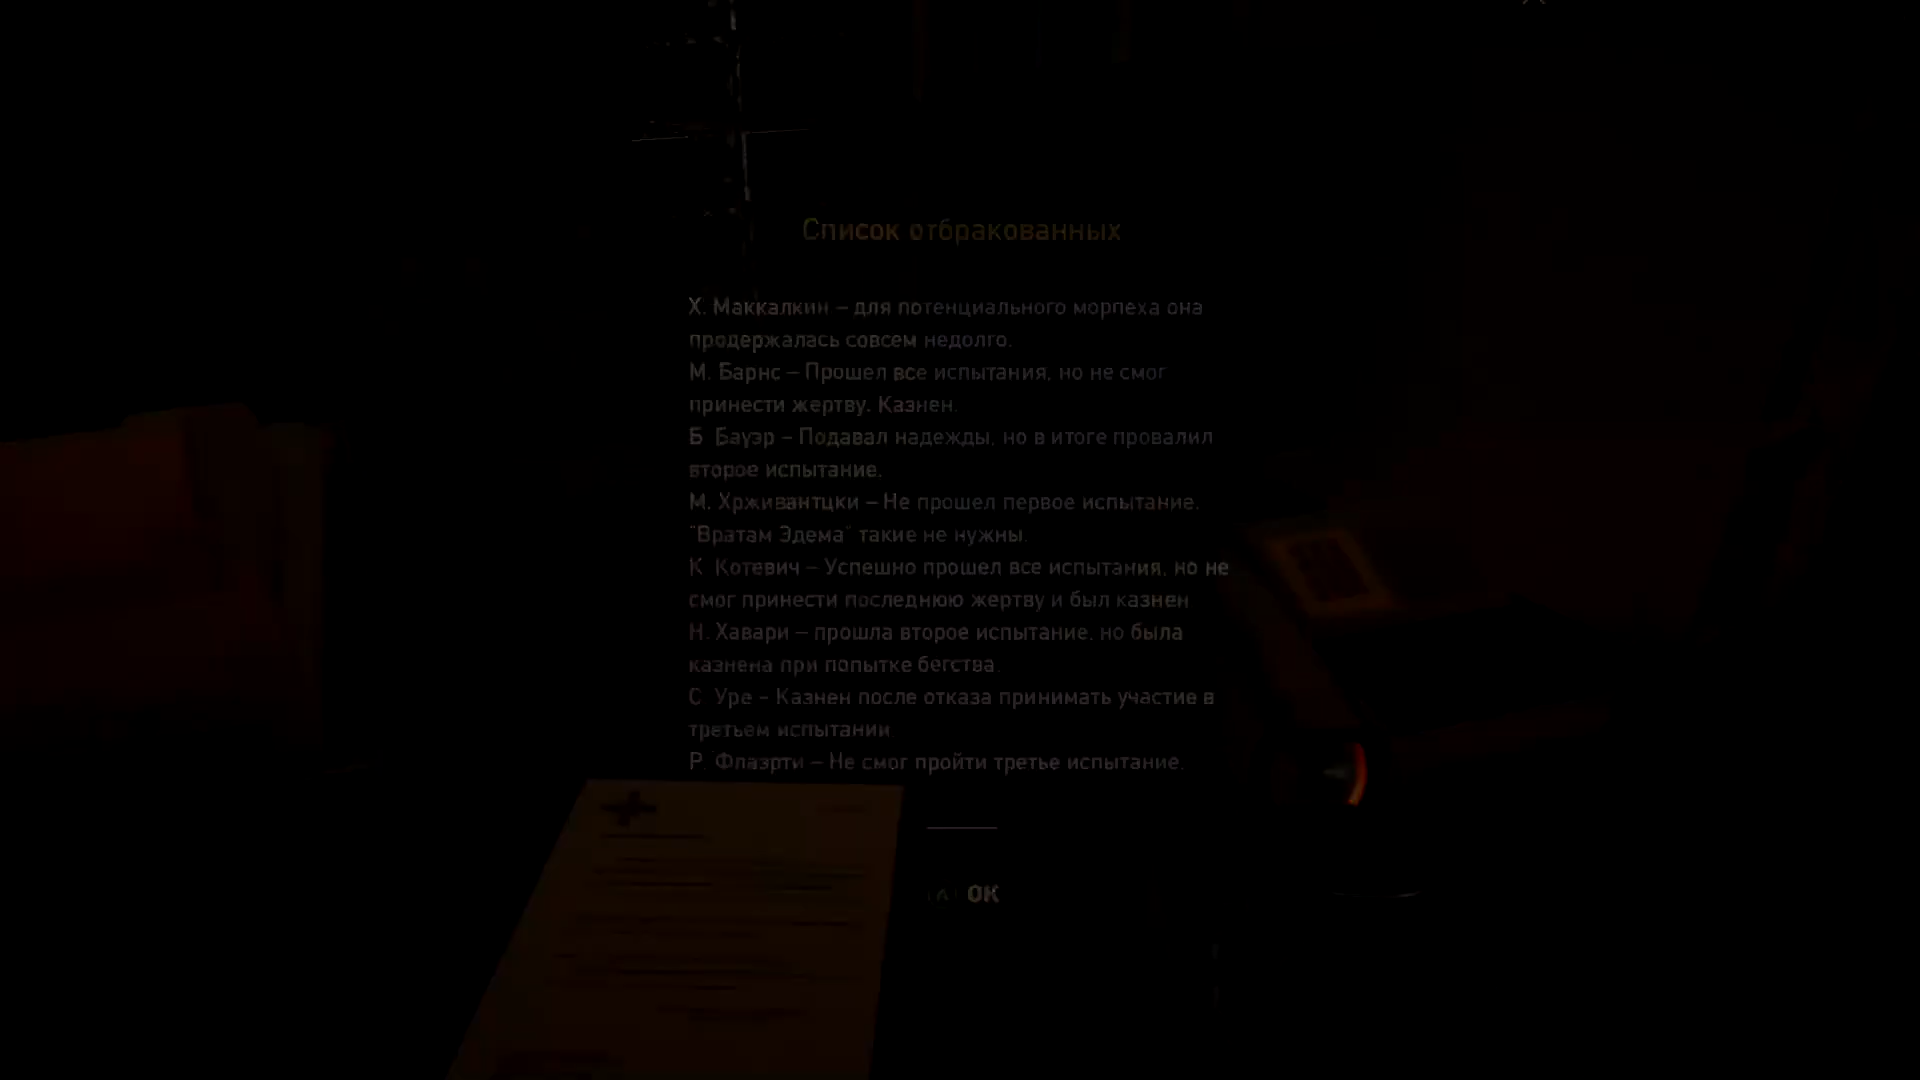 Список отбракованных
Х. Маккалкин – для потенциального морпеха она
продержалась совсем недолго.
М. Барнс – Прошел все испытания, но не смог
принести жертву. Казнен.
Б Бауэр – Подавал надежды, но в итоге провалил
второе испытание.
М. Хрживантцки – Не прошел первое испытание.
"Вратам Эдема" такие не нужны.
К Котевич – Успешно прошел все испытания, но не
смог принести последнюю жертву и был казнен
Н. Хавари – прошла второе испытание, но была
казнена при попытке бегства.
С Уре – Казнен после отказа принимать участие в
третьем испытании.
Р. Флаэрти – Не смог пройти третье испытание.
А ОК